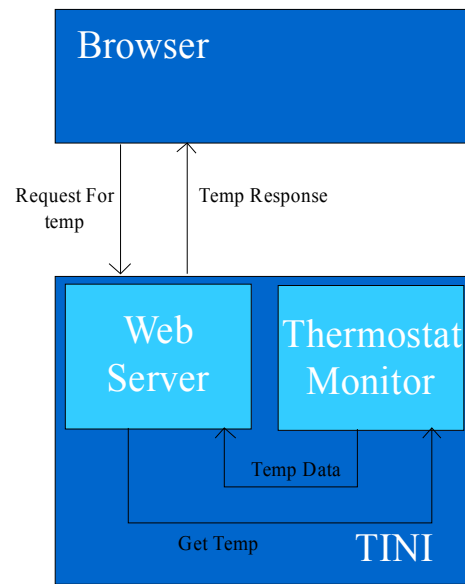 Browser
Request For
temp
Temp Response
Web
Server
Thermostat
Monitor
Temp Data
Get Temp
TINI